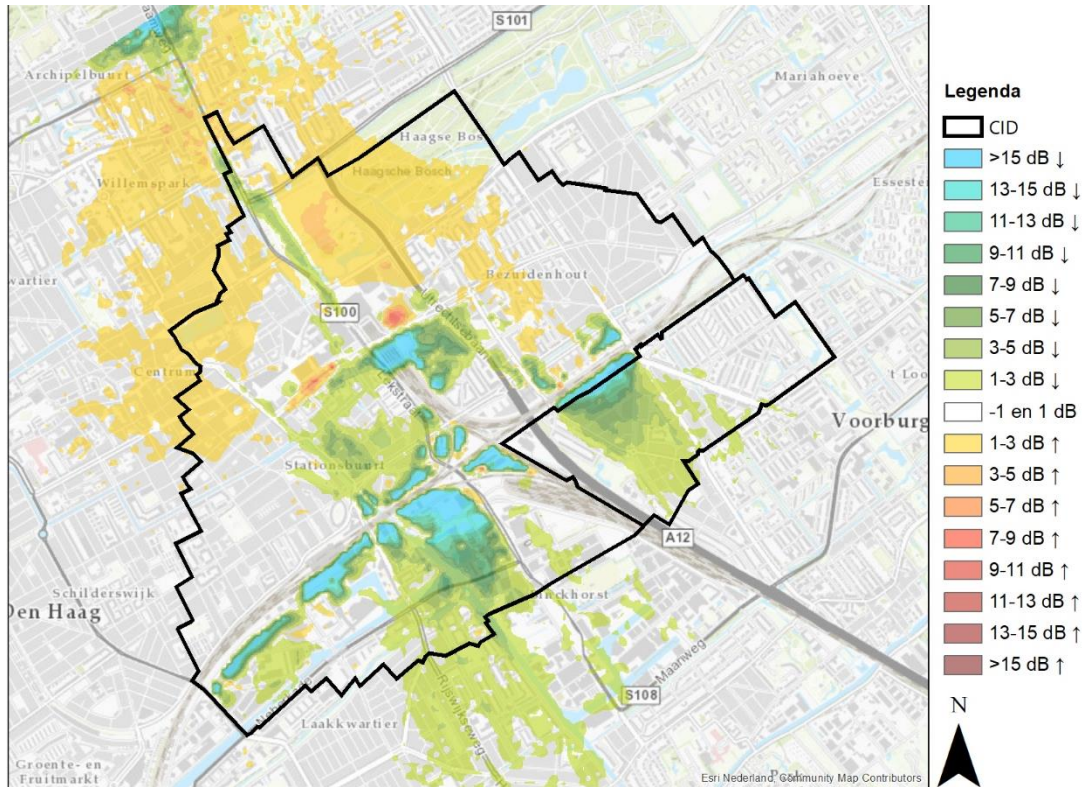 S101
Archipelbuurt
Mariahoeve
Haagse Bos
Willemspark
Haagsche Bosch
Bezuidenhout
S100
Centrum
Voorburg
Stationsbuurt
A12
Schilderswijk
Den Haag
S108
Maanweg
Rijswijkseweg
Laakkwartier
Groente- en
Fruitmarkt
Esri Nederland, Community Map Contributors
Legenda
CID
>15 dB ↓
13-15 dB ↓
11-13 dB ↓
9-11 dB ↓
7-9 dB ↓
5-7 dB ↓
3-5 dB ↓
1-3 dB ↓
-1 en 1 dB
1-3 dB ↑
3-5 dB ↑
5-7 dB ↑
7-9 dB ↑
9-11 dB ↑
11-13 dB ↑
13-15 dB ↑
>15 dB ↑
N